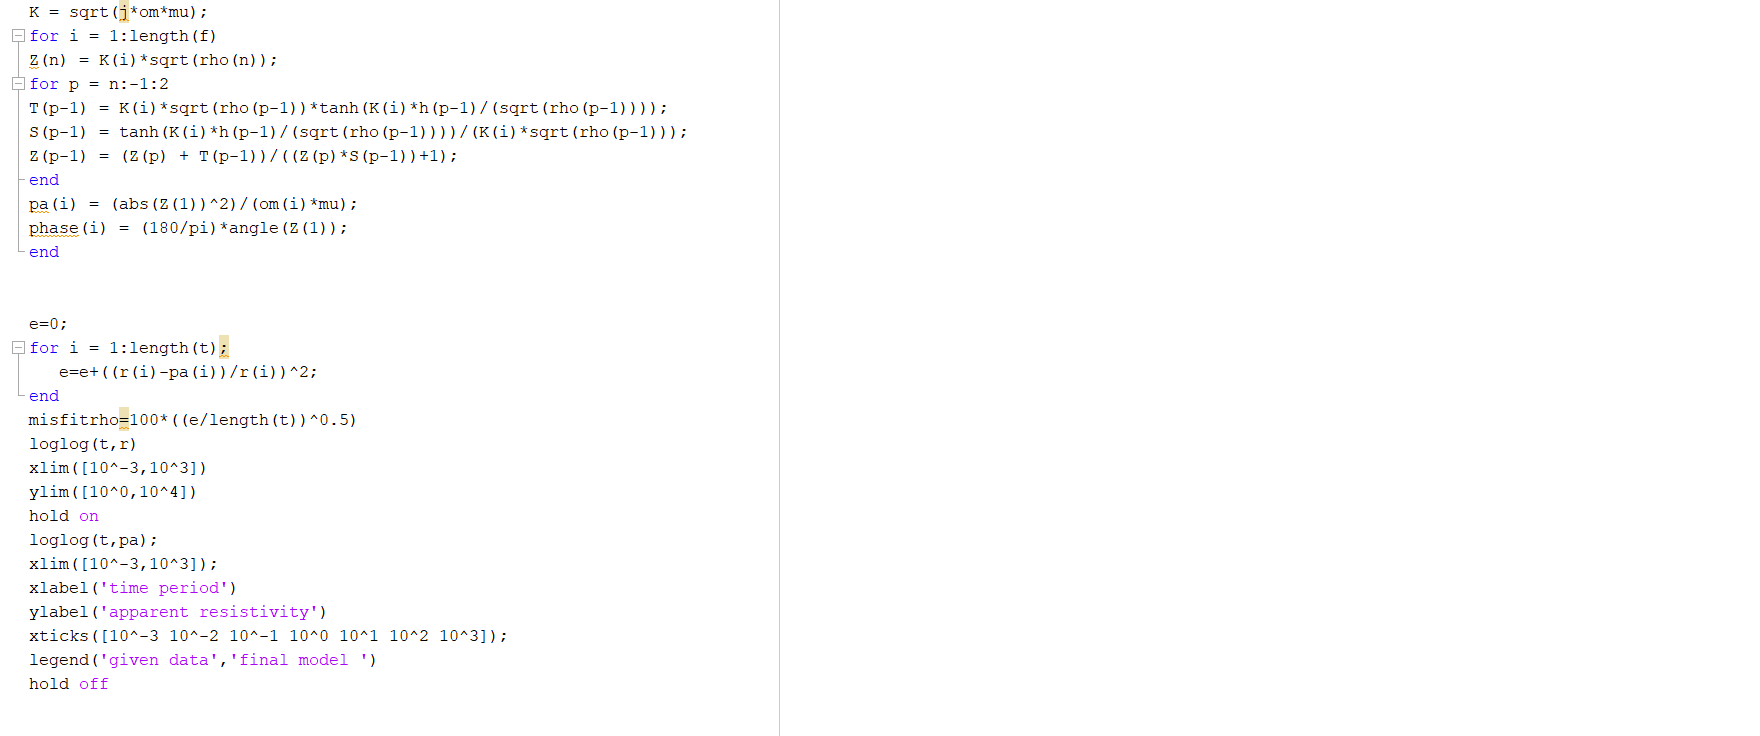 K = sqrt(j*om*mu);
for i = 1:length(f)
Z(n) = K(i)*sqrt(rho(n));
for p = n:-1:2
T(p-1) = K(i)*sqrt(rho(p-1))*tanh(K(i)*h(p-1)/(sqrt(rho(p-1))));
S(p-1) = tanh(K(i)*h(p-1)/(sqrt(rho(p-1))))/(K(i)*sqrt(rho(p-1)));
Z(p-1) = (Z(p) + T(p-1))/((Z(p)*S(p-1))+1);
end
pa(i) = (abs(Z(1))^2)/(om(i)*mu);
phase(i) = (180/pi)*angle(Z(1));
end
e=0;
for i = 1:length(t);
e=e+((r(i)-pa(i))/r(i))^2;
end
misfitrho=100*((e/length(t))^0.5)
loglog(t,r)
xlim([10^-3,10^3])
ylim([10^0,10^4])
hold on
loglog(t,pa);
xlim([10^-3,10^3]);
xlabel('time period')
ylabel('apparent resistivity')
xticks([10^-3 10^-2 10^-1 10^0 10^1 10^2 10^3]);
legend('given data','final model ')
hold off